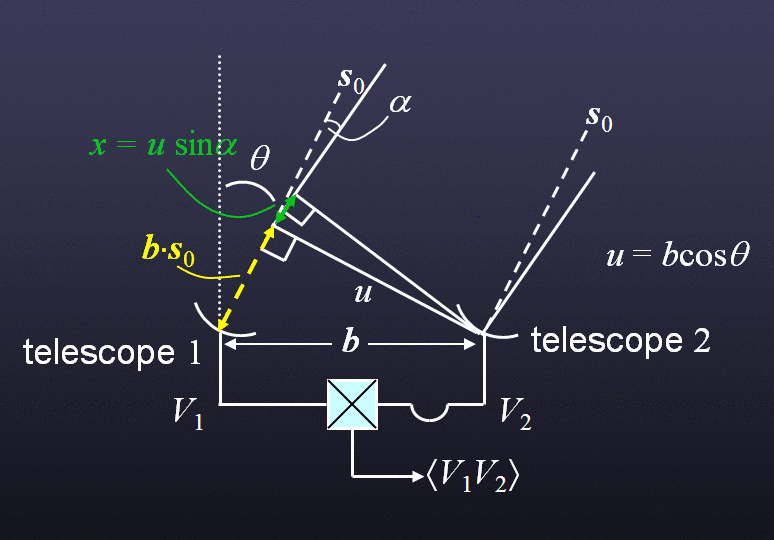 s₀
α
s₀
x = u sinα
θ
b·s₀
u = bcosθ
u
telescope 1
b
telescope 2
V₁
V₂
⟨V₁V₂⟩